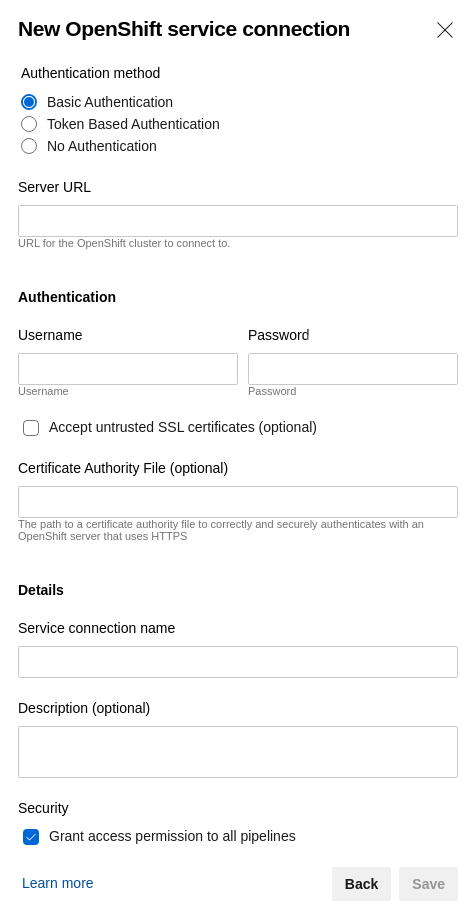 New OpenShift service connection
Authentication method
Basic Authentication
Token Based Authentication
No Authentication
Server URL
URL for the OpenShift cluster to connect to.
Authentication
Username
Password
Username
Password
Accept untrusted SSL certificates (optional)
Certificate Authority File (optional)
The path to a certificate authority file to correctly and securely authenticates with an
OpenShift server that uses HTTPS
Details
Service connection name
Description (optional)
Security
Grant access permission to all pipelines
Learn more
Back
Save